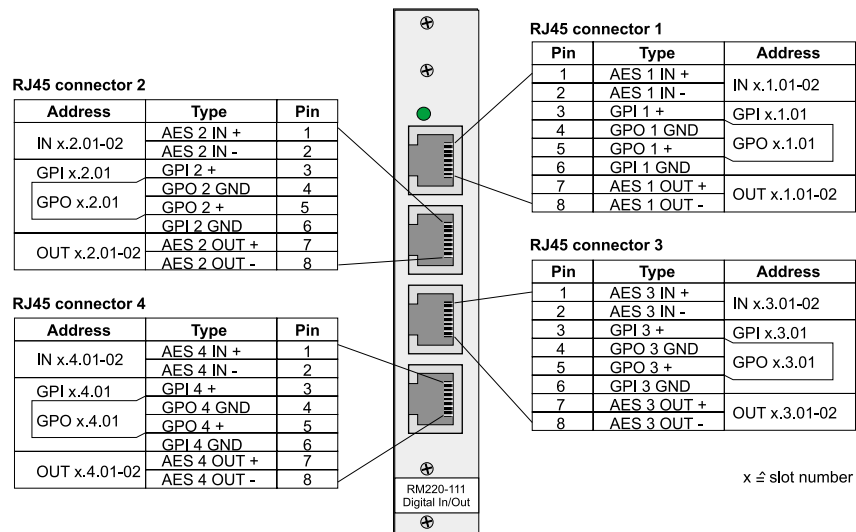 RJ45 connector 1
Pin Type Address
1 AES 1 IN + IN x.1.01-02
2 AES 1 IN -
3 GPI 1 + GPI x.1.01
4 GPO 1 GND GPO x.1.01
5 GPO 1 +
6 GPI 1 GND
7 AES 1 OUT + OUT x.1.01-02
8 AES 1 OUT -
RJ45 connector 2
Address Type Pin
IN x.2.01-02 AES 2 IN + 1
AES 2 IN - 2
GPI x.2.01 GPI 2 + 3
GPO x.2.01 GPO 2 GND 4
GPO 2 + 5
GPI 2 GND 6
OUT x.2.01-02 AES 2 OUT + 7
AES 2 OUT - 8
RJ45 connector 3
Pin Type Address
1 AES 3 IN + IN x.3.01-02
2 AES 3 IN -
3 GPI 3 + GPI x.3.01
4 GPO 3 GND GPO x.3.01
5 GPO 3 +
6 GPI 3 GND
7 AES 3 OUT + OUT x.3.01-02
8 AES 3 OUT -
RJ45 connector 4
Address Type Pin
IN x.4.01-02 AES 4 IN + 1
AES 4 IN - 2
GPI x.4.01 GPI 4 + 3
GPO x.4.01 GPO 4 GND 4
GPO 4 + 5
GPI 4 GND 6
OUT x.4.01-02 AES 4 OUT + 7
AES 4 OUT - 8
x ≙ slot number
RM220-111
Digital In/Out